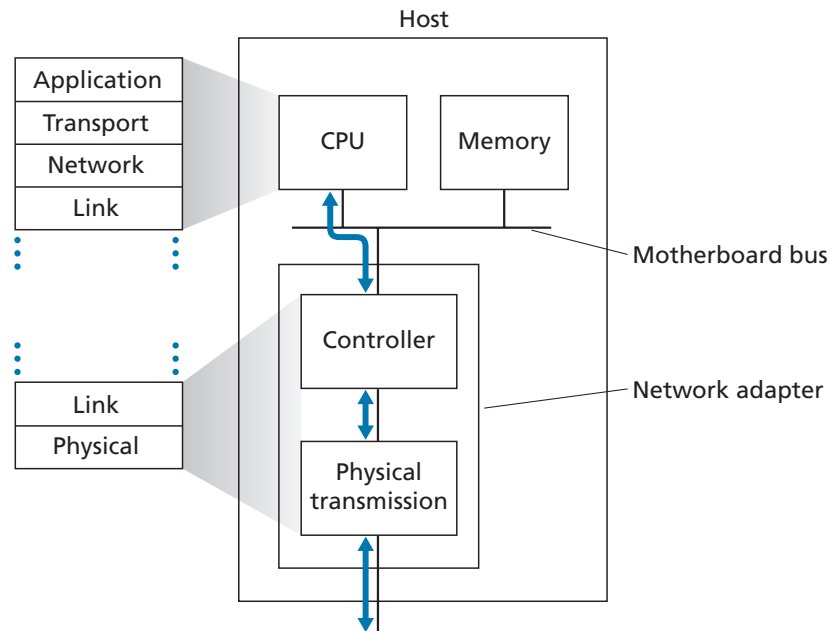 Host
Application
Transport
Network
Link
CPU
Memory
Motherboard bus
Controller
Network adapter
Link
Physical
Physical
transmission